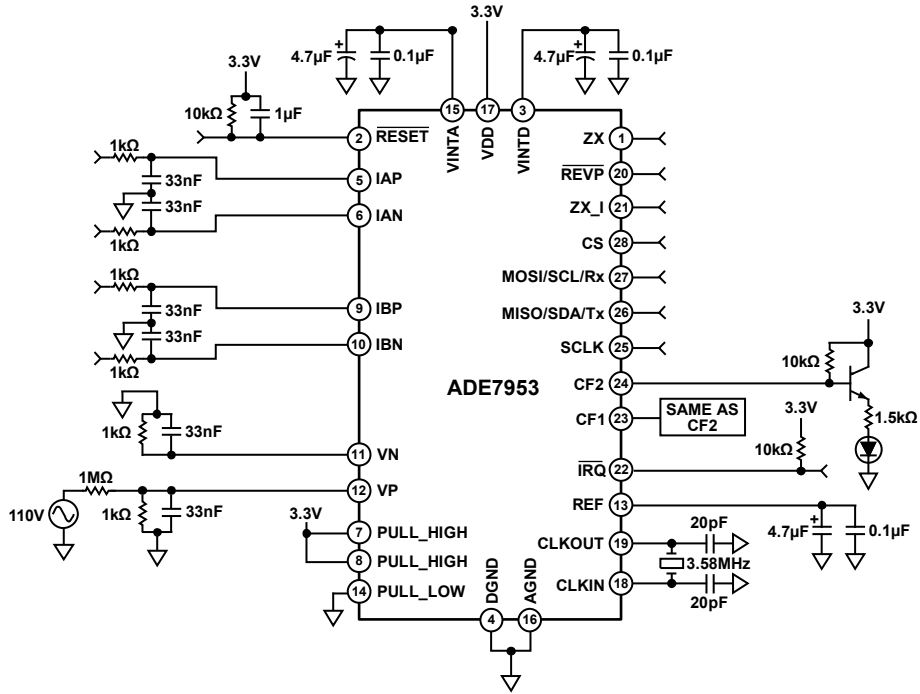 3.3V
4.7µF
+
0.1µF
4.7µF
+
0.1µF
3.3V
10kΩ
1µF
15
17
3
VINTA
VDD
VINTD
2
RESET
1kΩ
33nF
33nF
1kΩ
5
IAP
6
IAN
1kΩ
33nF
33nF
1kΩ
9
IBP
10
IBN
1kΩ
33nF
11
VN
110V
1MΩ
1kΩ
33nF
12
VP
3.3V
7
PULL_HIGH
8
PULL_HIGH
14
PULL_LOW
ADE7953
DGND
AGND
4
16
ZX
1
REVP
20
ZX_I
21
CS
28
MOSI/SCL/Rx
27
MISO/SDA/Tx
26
SCLK
25
CF2
24
3.3V
10kΩ
1.5kΩ
CF1
23
SAME AS
CF2
3.3V
10kΩ
IRQ
22
REF
13
4.7µF
+
0.1µF
CLKOUT
19
20pF
3.58MHz
CLKIN
18
20pF